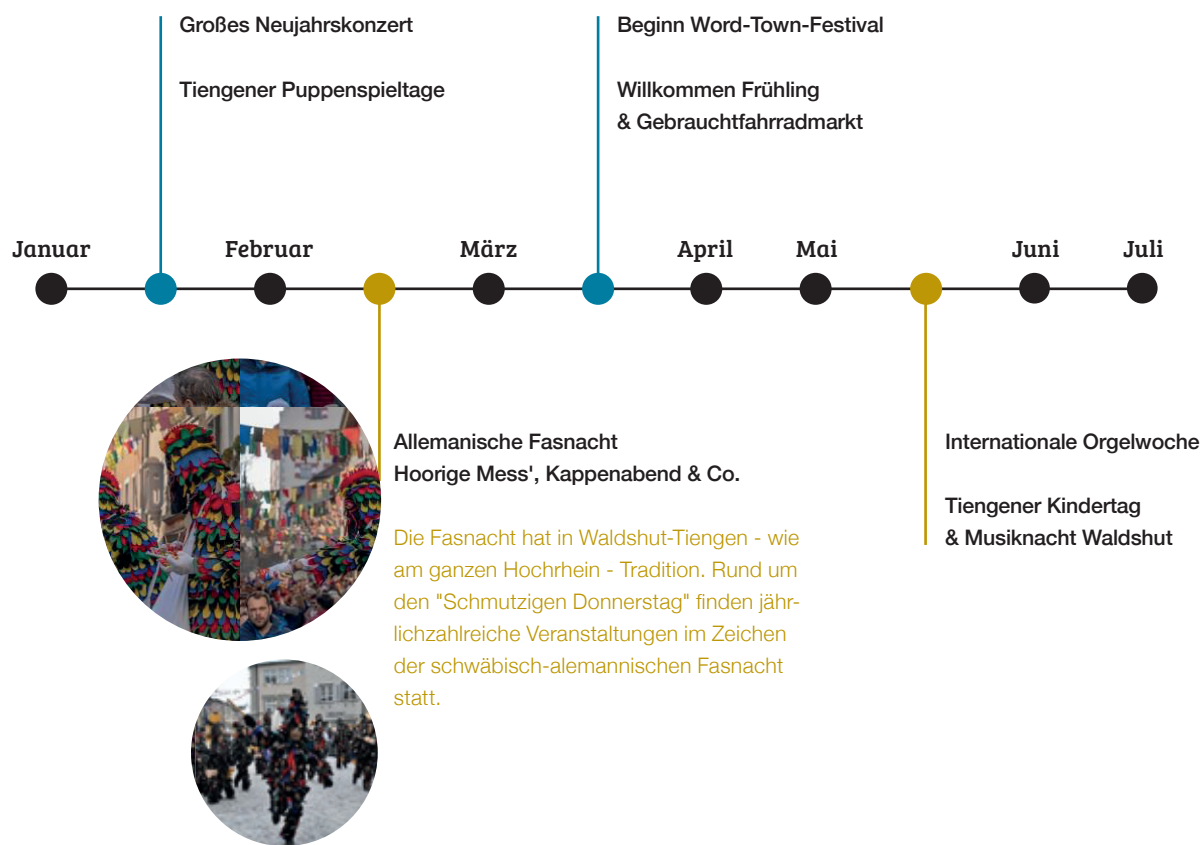 Großes Neujahrskonzert
Tiengener Puppenspieltage
Beginn Word-Town-Festival
Willkommen Frühling
& Gebrauchtfahrradmarkt
Januar
Februar
März
April
Mai
Juni
Juli
Allemanische Fasnacht
Hoorige Mess', Kappenabend & Co.
Die Fasnacht hat in Waldshut-Tiengen - wie
am ganzen Hochrhein - Tradition. Rund um
den "Schmutzigen Donnerstag" finden jähr-
lichzahlreiche Veranstaltungen im Zeichen
der schwäbisch-alemannischen Fasnacht
statt.
Internationale Orgelwoche
Tiengener Kindertag
& Musiknacht Waldshut